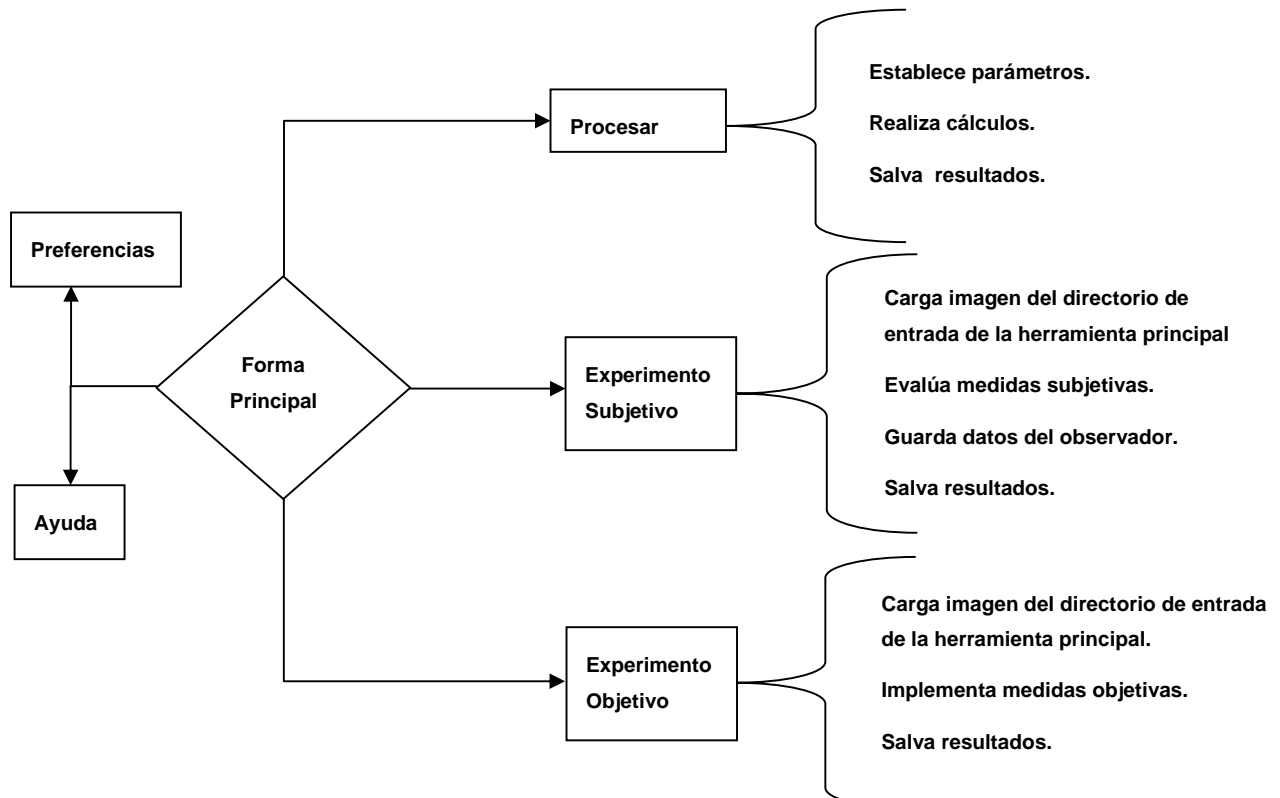 Establece parámetros.
Procesar
Realiza cálculos.
Salva  resultados.
Preferencias
Forma
Principal
Ayuda
Experimento
Subjetivo
Carga imagen del directorio de
entrada de la herramienta principal
Evalúa medidas subjetivas.
Guarda datos del observador.
Salva resultados.
Experimento
Objetivo
Carga imagen del directorio de entrada
de la herramienta principal.
Implementa medidas objetivas.
Salva resultados.